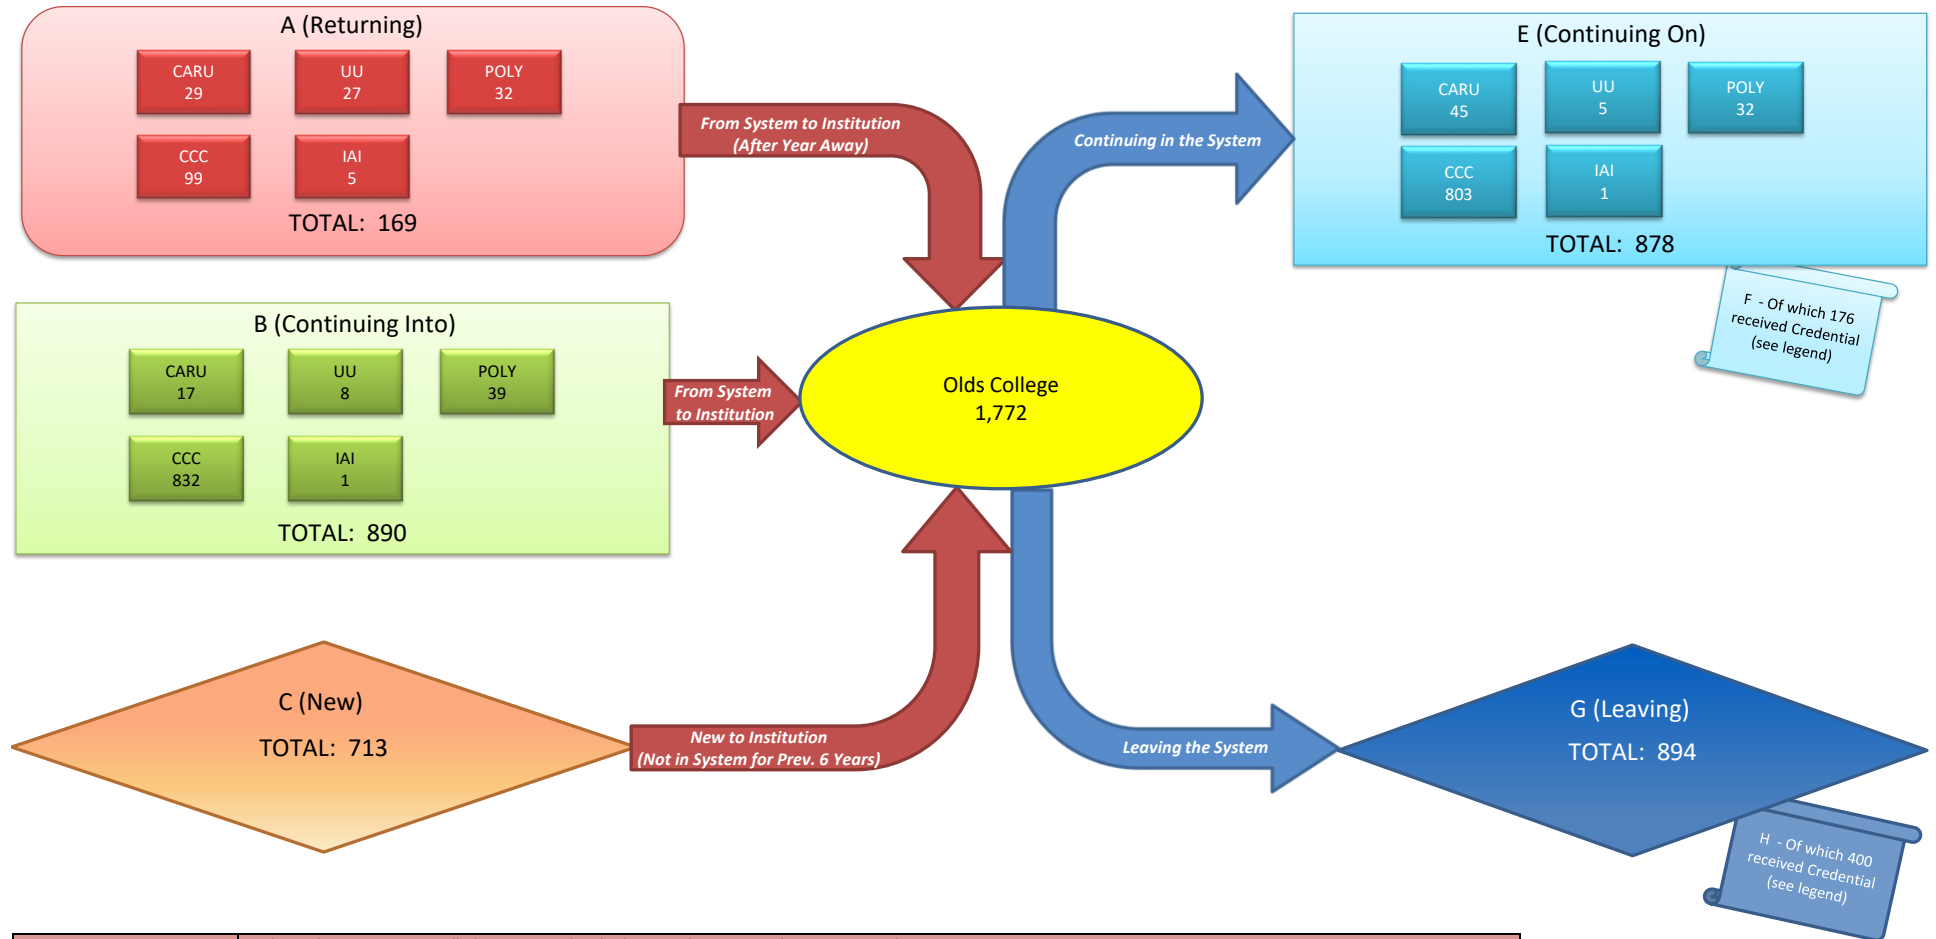 A (Returning)
CARU
29
UU
27
POLY
32
CCC
99
IAI
5
TOTAL: 169
From System to Institution
(After Year Away)
Continuing in the System
E (Continuing On)
CARU
45
UU
5
POLY
32
CCC
803
IAI
1
TOTAL: 878
F - Of which 176
received Credential
(see legend)
B (Continuing Into)
CARU
17
UU
8
POLY
39
CCC
832
IAI
1
TOTAL: 890
From System
to Institution
Olds College
1,772
C (New)
TOTAL: 713
New to Institution
(Not in System for Prev. 6 Years)
Leaving the System
G (Leaving)
TOTAL: 894
H - Of which 400
received Credential
(see legend)